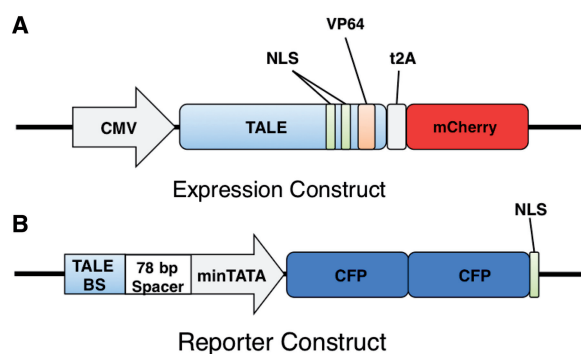 A
VP64
NLS
t2A
CMV
TALE
mCherry
Expression Construct
B
NLS
TALE
BS
78 bp
Spacer
minTATA
CFP
CFP
Reporter Construct